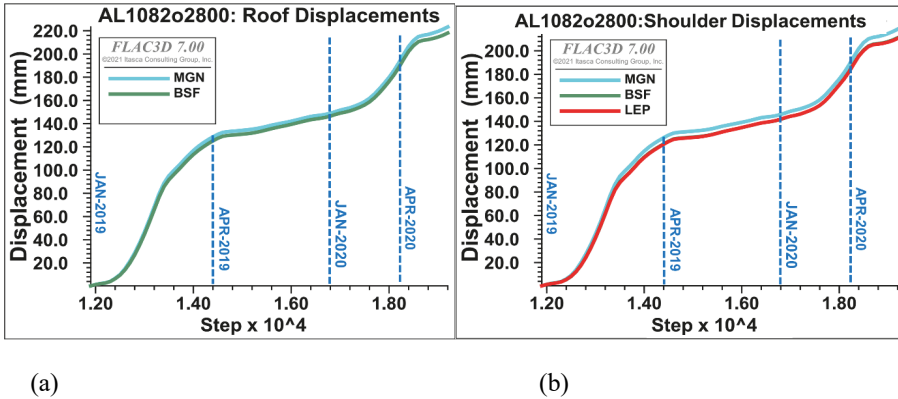 AL1082o2800: Roof Displacements
FLAC3D 7.00
©2021 Itasca Consulting Group, Inc.
MGN
BSF
Displacement (mm)
220.0
200.0
180.0
160.0
140.0
120.0
100.0
80.0
60.0
40.0
20.0
JAN-2019
APR-2019
JAN-2020
APR-2020
1.20
1.40
1.60
1.80
Step x 10^4
AL1082o2800:Shoulder Displacements
FLAC3D 7.00
©2021 Itasca Consulting Group, Inc.
MGN
BSF
LEP
Displacement (mm)
200.0
180.0
160.0
140.0
120.0
100.0
80.0
60.0
40.0
20.0
JAN-2019
APR-2019
JAN-2020
APR-2020
1.20
1.40
1.60
1.80
Step x 10^4
(a)
(b)